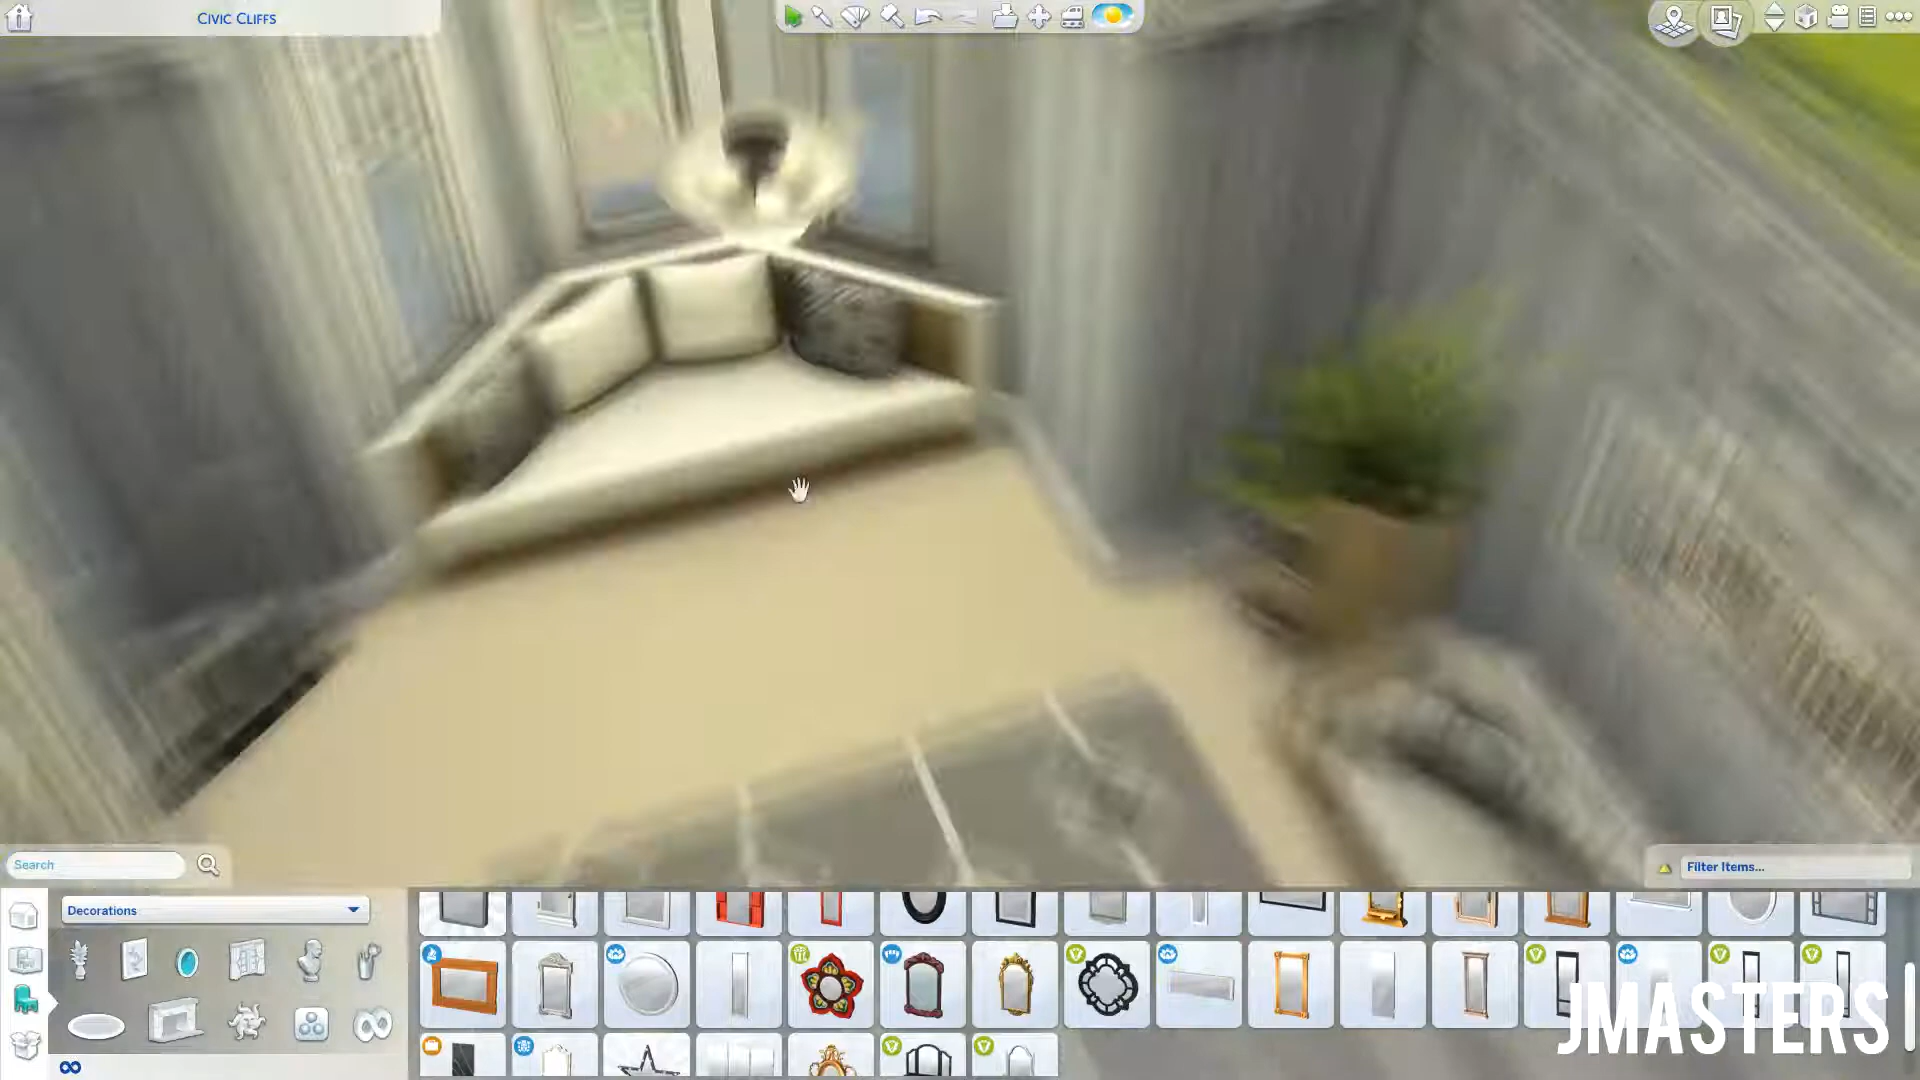 Civic Cliffs
Search
Filter Items...
Decorations
JMASTERS